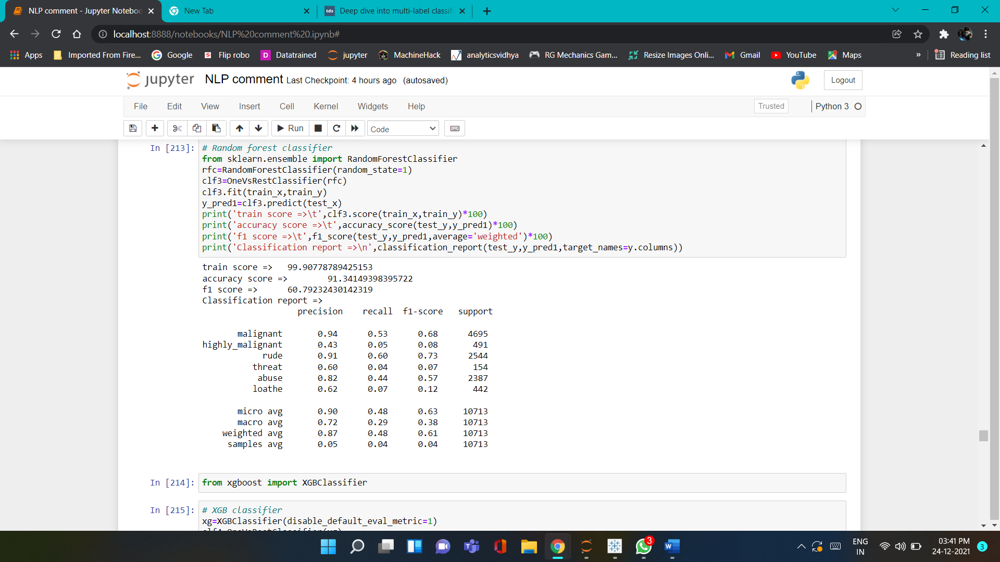 NLP comment - Jupyter Noteboo
New Tab
tds
Deep dive into multi-label classifi
localhost:8888/notebooks/NLP%20comment%20.ipynb#
Apps
Imported From Fire...
Google
Flip robo
D
Datatrained
jupyter
MachineHack
analyticsvidhya
RG Mechanics Gam...
Resize Images Onli...
Gmail
YouTube
Maps
»
Reading list
jupyter
NLP comment Last Checkpoint: 4 hours ago (autosaved)
Logout
File Edit View Insert Cell Kernel Widgets Help
Trusted
Python 3
Run
Code
In [213]:
# Random forest classifier
from sklearn.ensemble import RandomForestClassifier
rfc=RandomForestClassifier(random_state=1)
clf3=OneVsRestClassifier(rfc)
clf3.fit(train_x,train_y)
y_pred1=clf3.predict(test_x)
print('train score =>\t',clf3.score(train_x,train_y)*100)
print('accuracy score =>\t',accuracy_score(test_y,y_pred1)*100)
print('f1 score =>\t',f1_score(test_y,y_pred1,average='weighted')*100)
print('Classification report =>\n',classification_report(test_y,y_pred1,target_names=y.columns))
train score => 99.90778789425153
accuracy score => 91.34149398395722
f1 score => 60.79232430142319
Classification report =>
precision recall f1-score support
malignant 0.94 0.53 0.68 4695
highly_malignant 0.43 0.05 0.08 491
rude 0.91 0.60 0.73 2544
threat 0.60 0.04 0.07 154
abuse 0.82 0.44 0.57 2387
loathe 0.62 0.07 0.12 442
micro avg 0.90 0.48 0.63 10713
macro avg 0.72 0.29 0.38 10713
weighted avg 0.87 0.48 0.61 10713
samples avg 0.05 0.04 0.04 10713
In [214]:
from xgboost import XGBClassifier
In [215]:
# XGB classifier
xg=XGBClassifier(disable_default_eval_metric=1)
3
ENG
IN
03:41 PM
24-12-2021
3